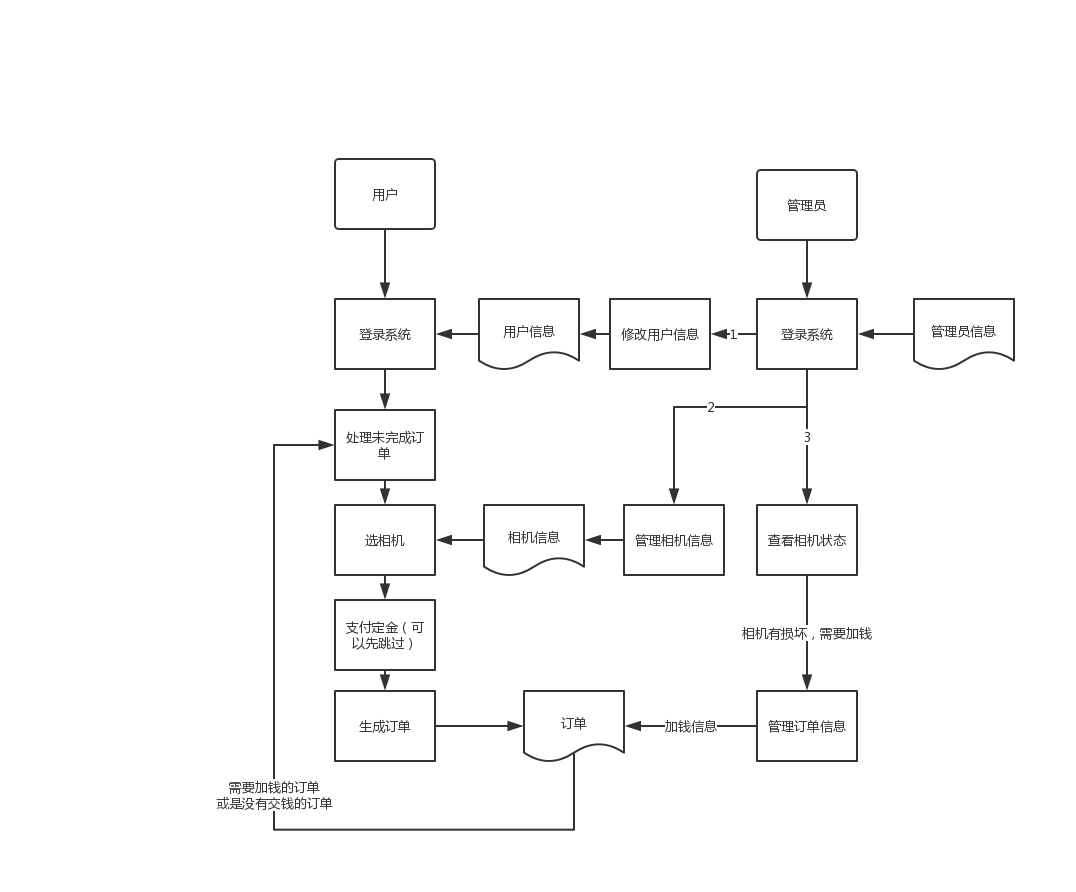 用户
管理员
登录系统
用户信息
修改用户信息
1
登录系统
管理员信息
2
3
处理未完成订
单
选相机
相机信息
管理相机信息
查看相机状态
支付定金（可
以先跳过）
相机有损坏，需要加钱
生成订单
订单
加钱信息
管理订单信息
需要加钱的订单
或是没有交钱的订单